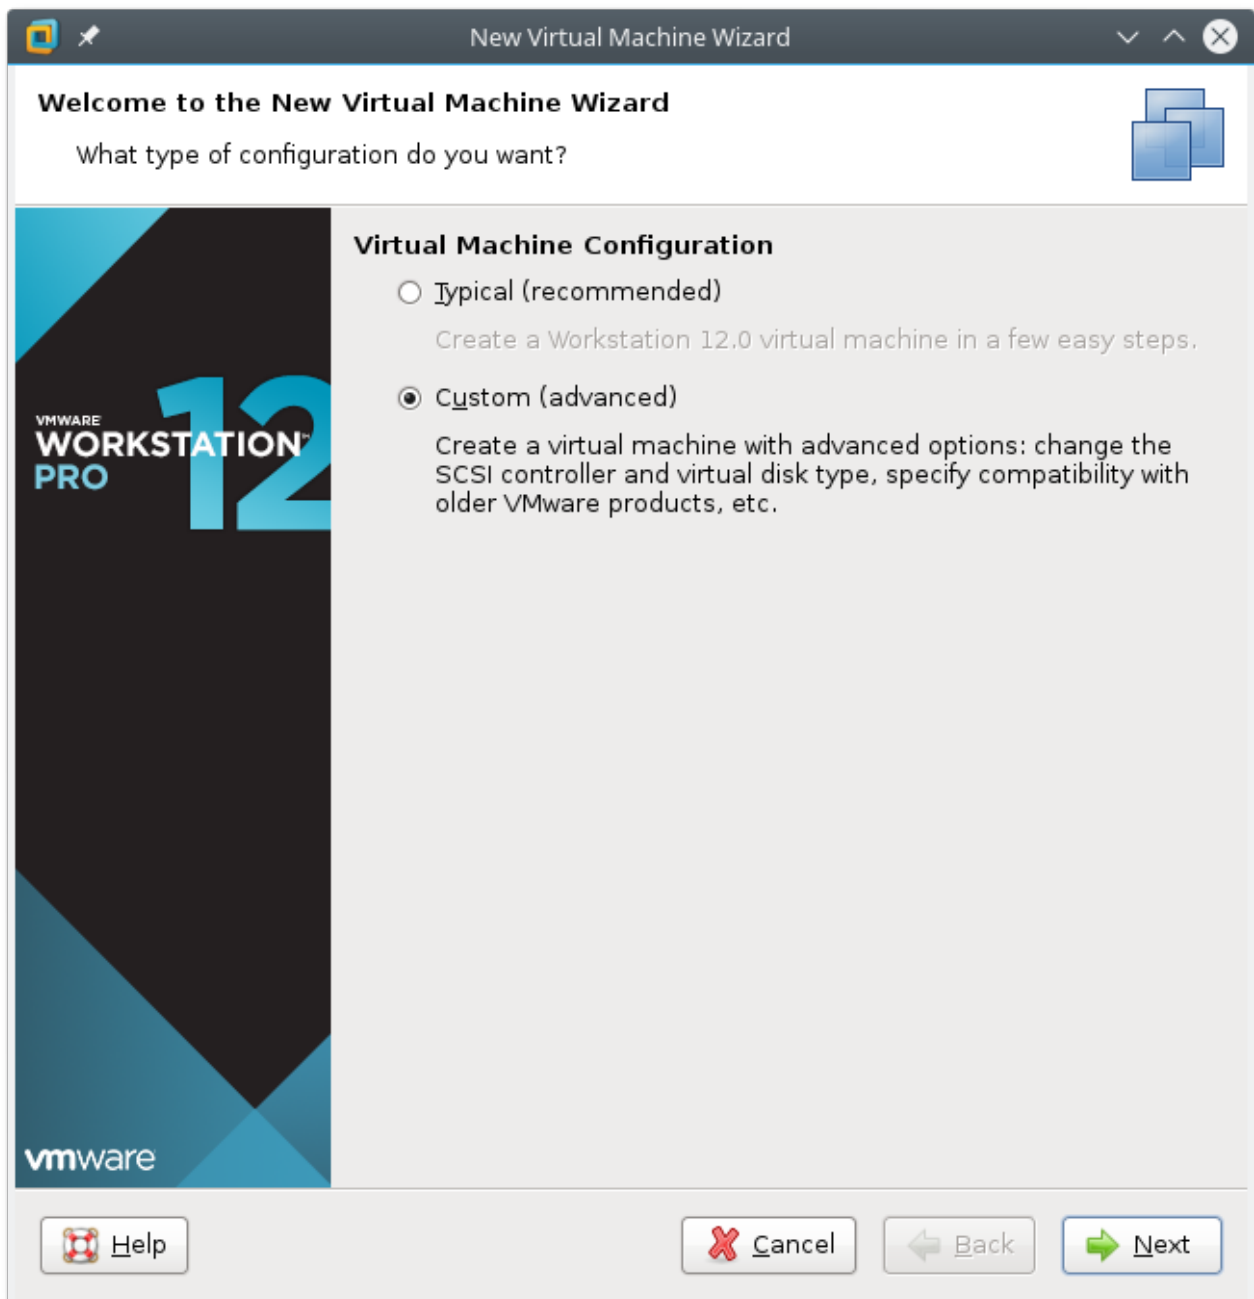 New Virtual Machine Wizard
Welcome to the New Virtual Machine Wizard
What type of configuration do you want?
VMWARE
WORKSTATION™
PRO
12
Virtual Machine Configuration
Typical (recommended)
Create a Workstation 12.0 virtual machine in a few easy steps.
Custom (advanced)
Create a virtual machine with advanced options: change the
SCSI controller and virtual disk type, specify compatibility with
older VMware products, etc.
vmware
Help
Cancel
Back
Next